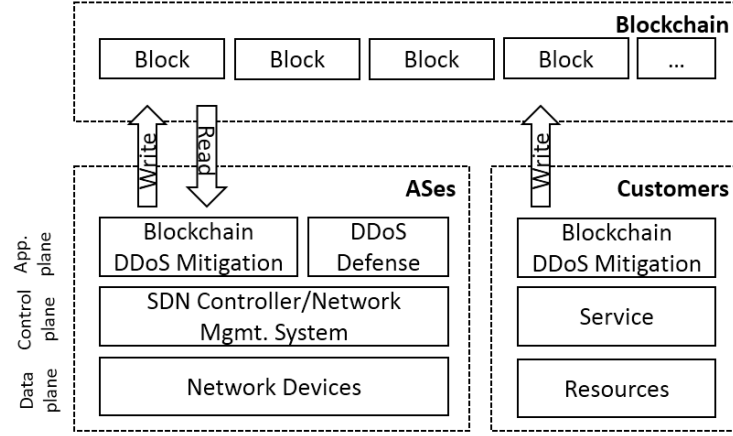 Blockchain
Block
Block
Block
Block
...
Write
Read
Write
ASes
Customers
App.
plane
Blockchain
DDoS Mitigation
DDoS
Defense
Blockchain
DDoS Mitigation
Control
plane
SDN Controller/Network
Mgmt. System
Service
Data
plane
Network Devices
Resources